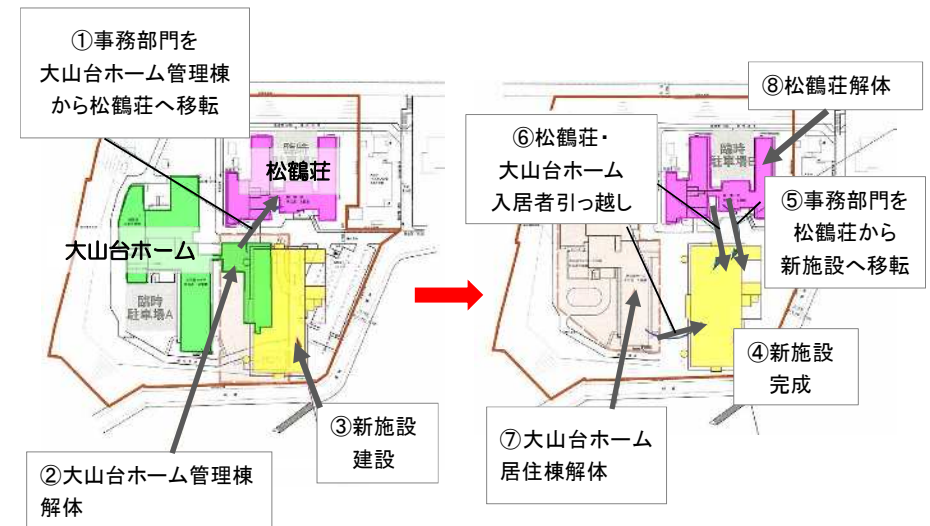 ①事務部門を
大山台ホーム管理棟
から松鶴荘へ移転
松鶴荘
大山台ホーム
臨時
駐車場A
②大山台ホーム管理棟
解体
③新施設
建設
⑧松鶴荘解体
⑥松鶴荘・
大山台ホーム
入居者引っ越し
臨時
駐車場B
⑤事務部門を
松鶴荘から
新施設へ移転
④新施設
完成
⑦大山台ホーム
居住棟解体